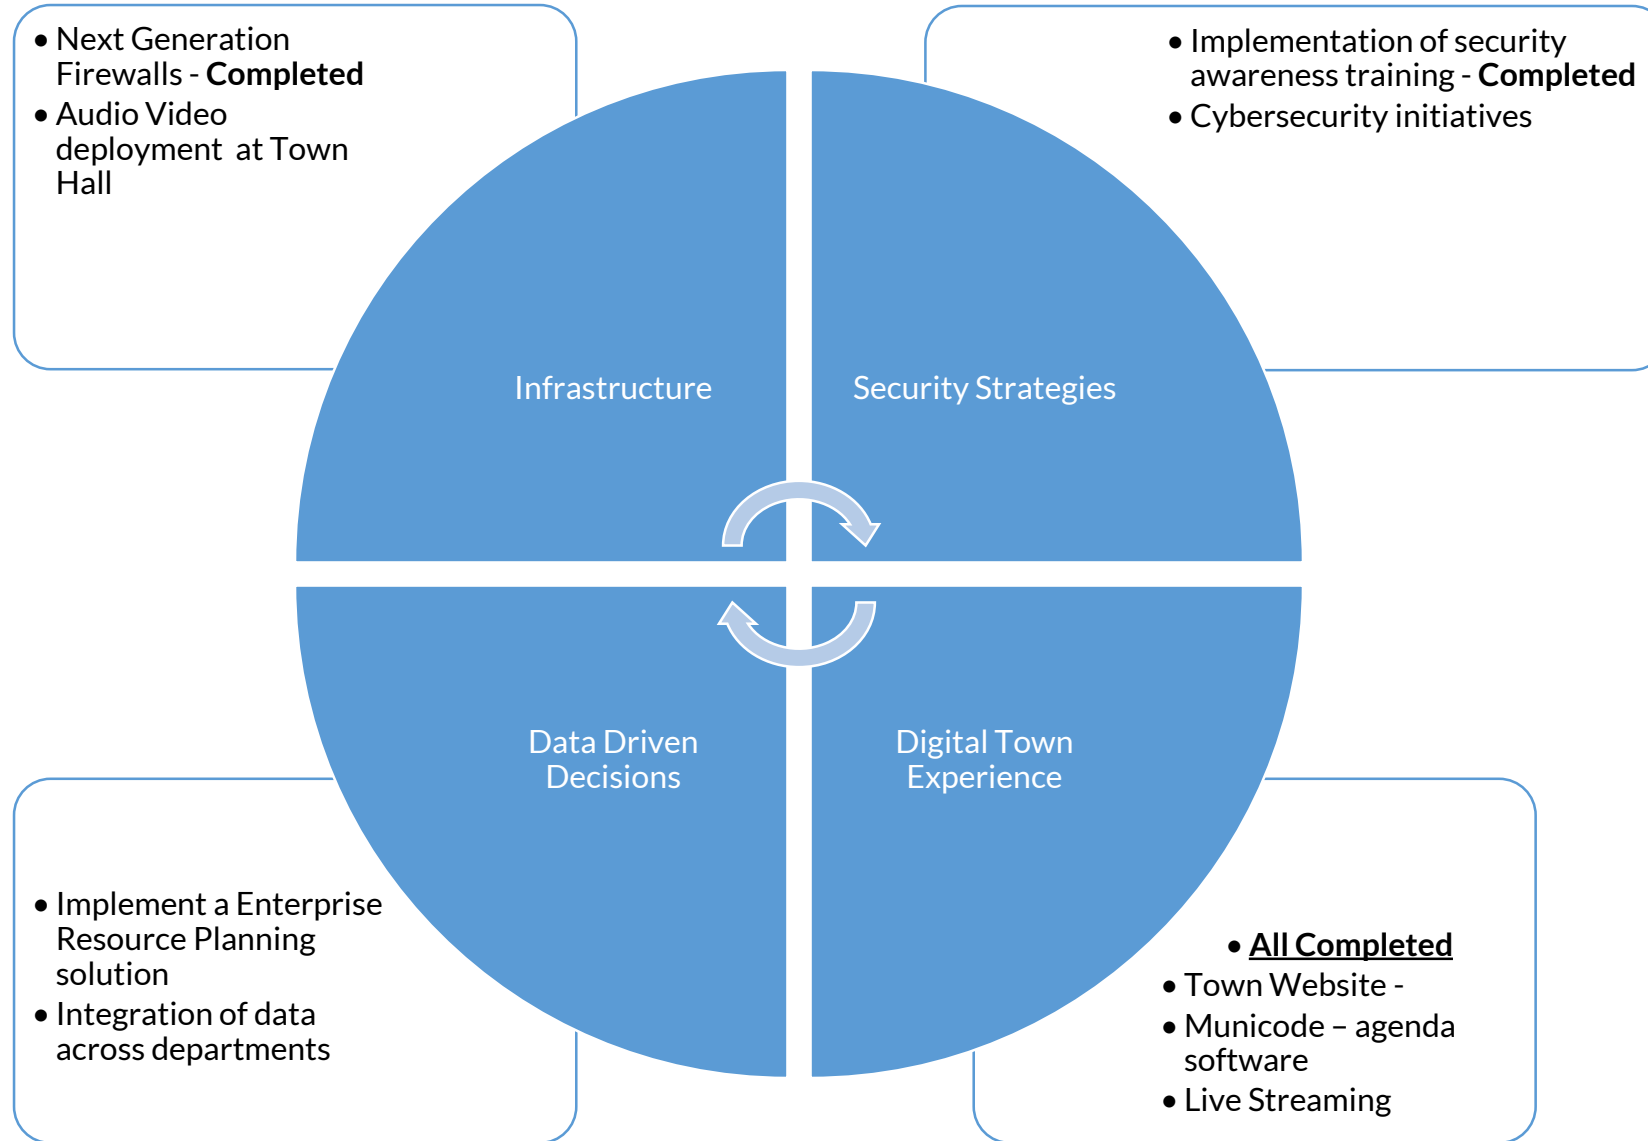 • Next Generation
Firewalls - Completed
• Audio Video
deployment at Town
Hall
• Implementation of security
awareness training - Completed
• Cybersecurity initiatives
Infrastructure
Security Strategies
Data Driven
Decisions
Digital Town
Experience
• Implement a Enterprise
Resource Planning
solution
• Integration of data
across departments
• All Completed
• Town Website -
• Municode – agenda
software
• Live Streaming